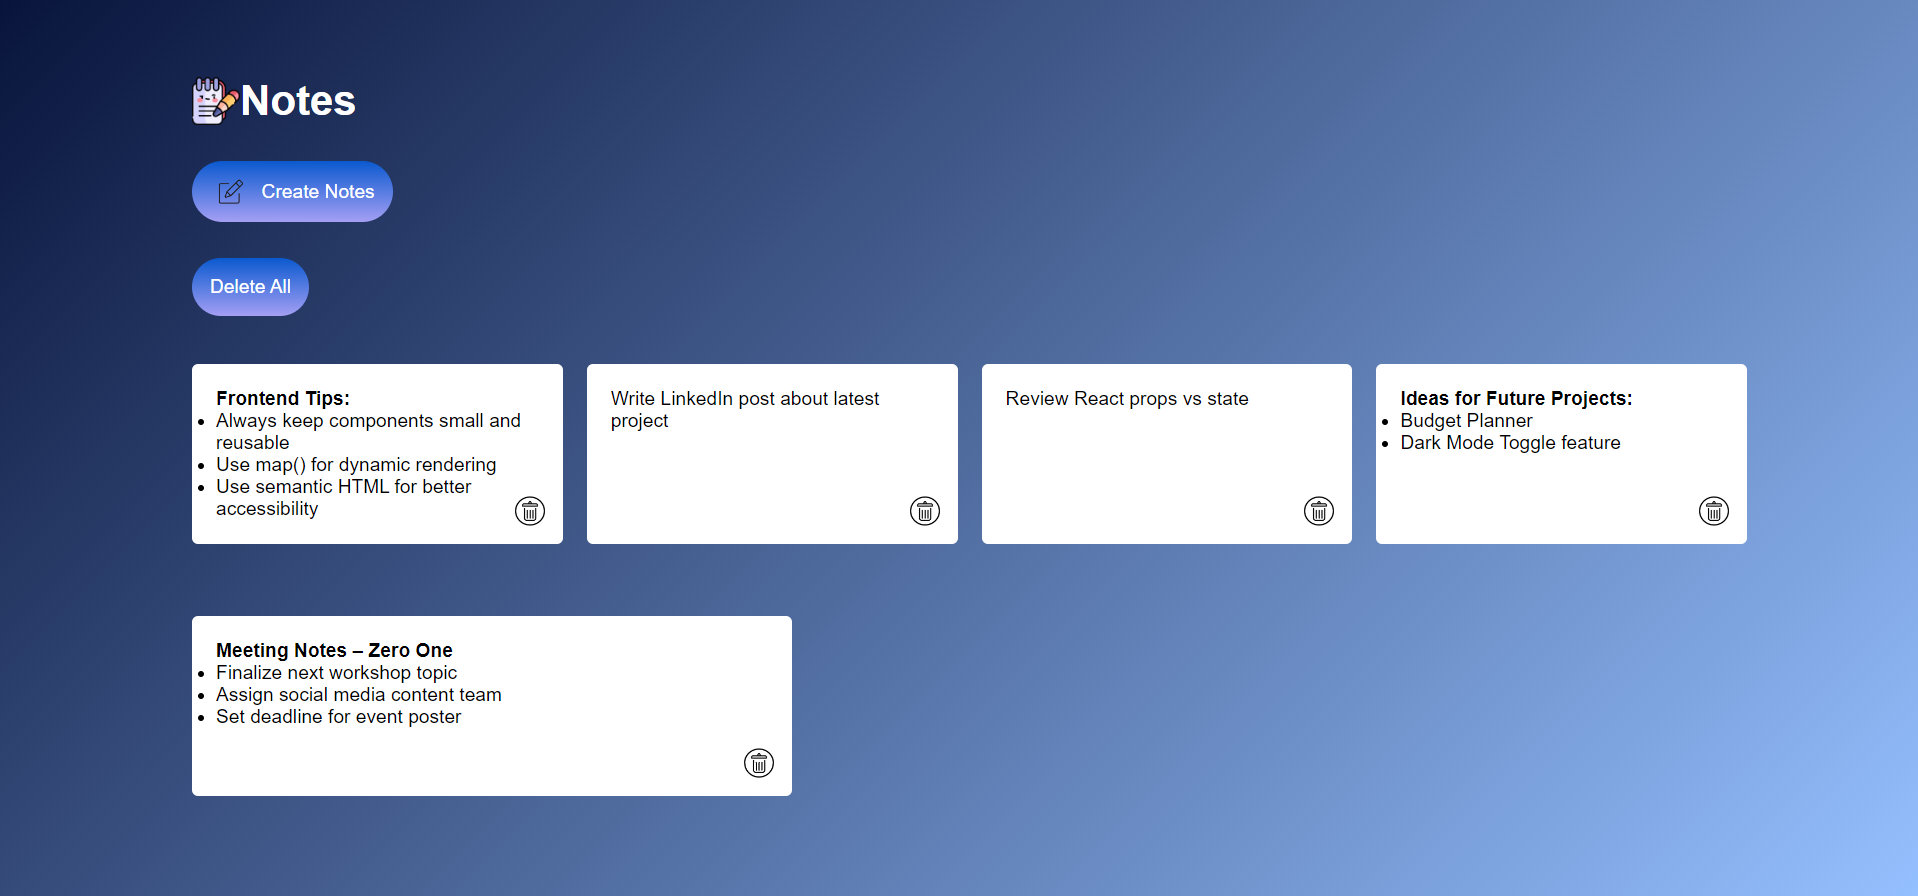 Notes
Create Notes
Delete All
Frontend Tips:
Always keep components small and
reusable
Use map() for dynamic rendering
Use semantic HTML for better
accessibility
Write LinkedIn post about latest
project
Review React props vs state
Ideas for Future Projects:
Budget Planner
Dark Mode Toggle feature
Meeting Notes – Zero One
Finalize next workshop topic
Assign social media content team
Set deadline for event poster